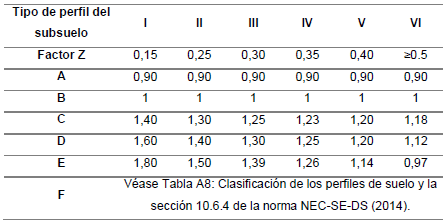 Tipo de perfil del subsuelo I II III IV V VI
Factor Z 0,15 0,25 0,30 0,35 0,40 ≥0.5
A 0,90 0,90 0,90 0,90 0,90 0,90
B 1 1 1 1 1 1
C 1,40 1,30 1,25 1,23 1,20 1,18
D 1,60 1,40 1,30 1,25 1,20 1,12
E 1,80 1,50 1,39 1,26 1,14 0,97
F Véase Tabla A8: Clasificación de los perfiles de suelo y la
sección 10.6.4 de la norma NEC-SE-DS (2014).